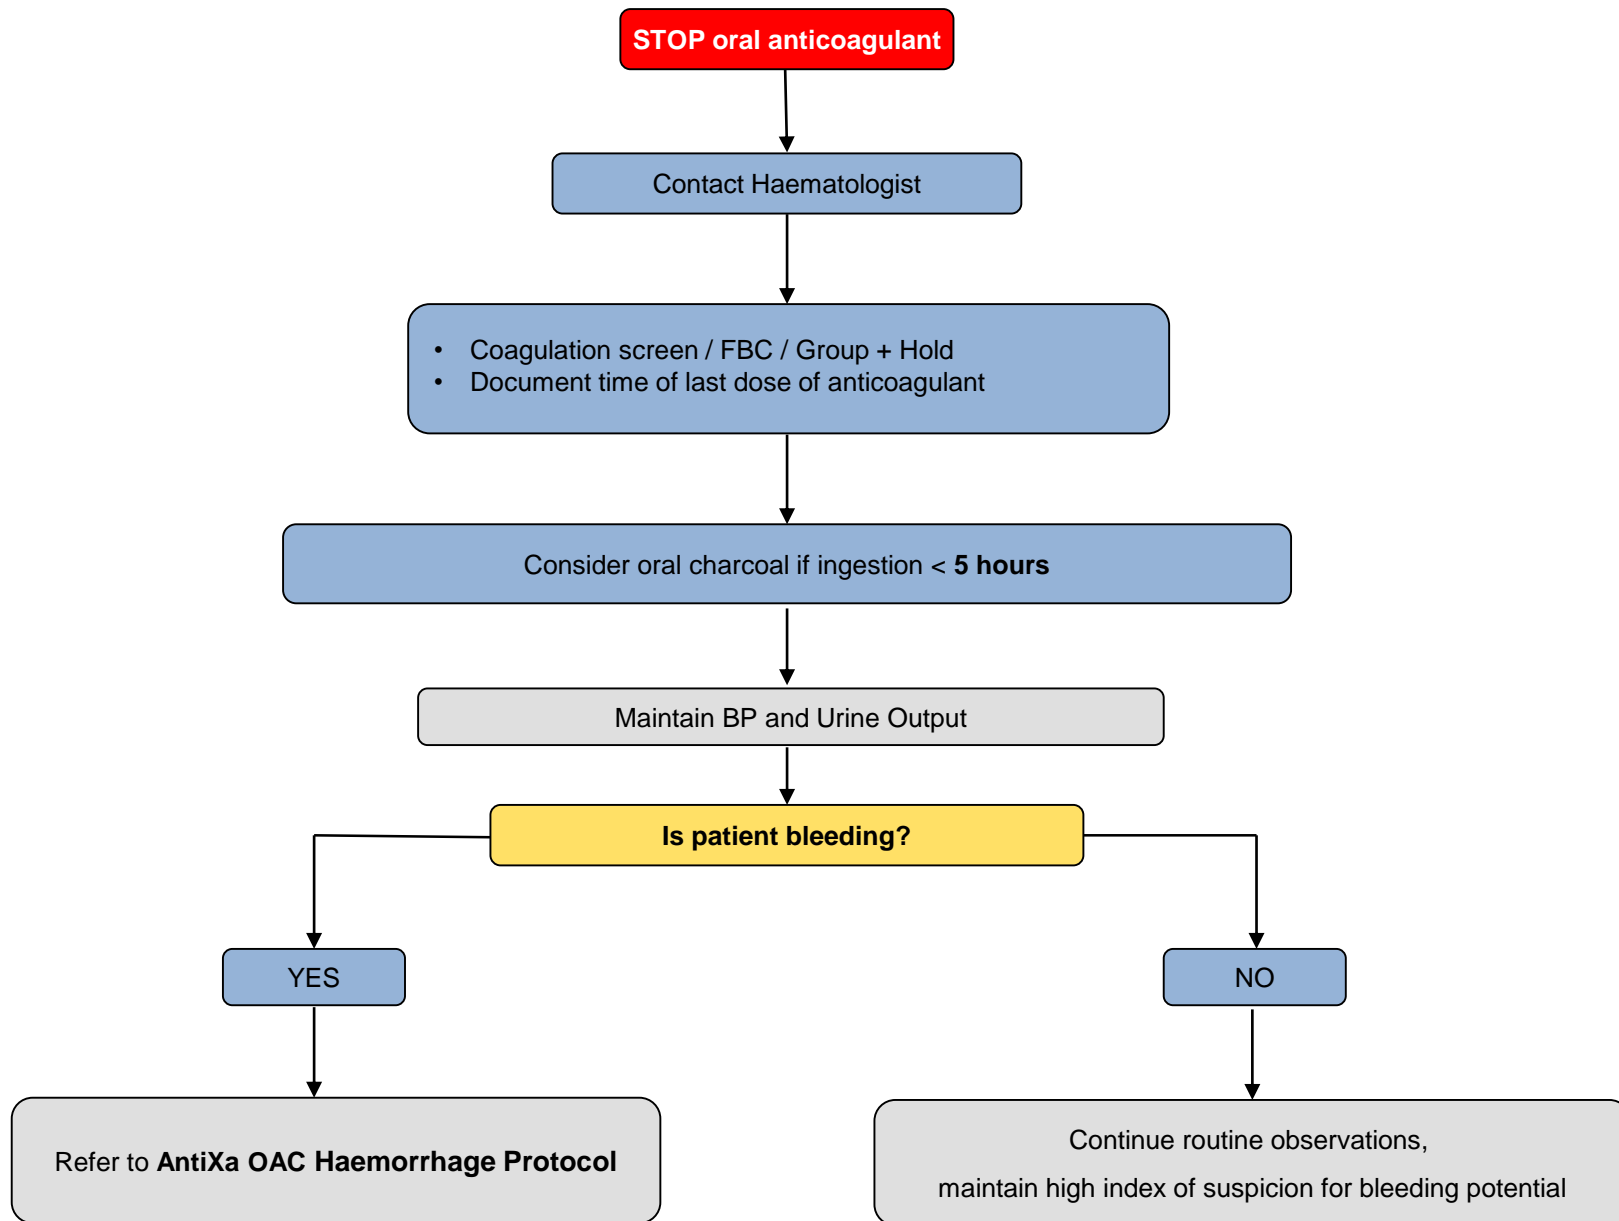 STOP oral anticoagulant
Contact Haematologist
• Coagulation screen / FBC / Group + Hold
• Document time of last dose of anticoagulant
Consider oral charcoal if ingestion < 5 hours
Maintain BP and Urine Output
Is patient bleeding?
YES
NO
Refer to AntiXa OAC Haemorrhage Protocol
Continue routine observations,
maintain high index of suspicion for bleeding potential